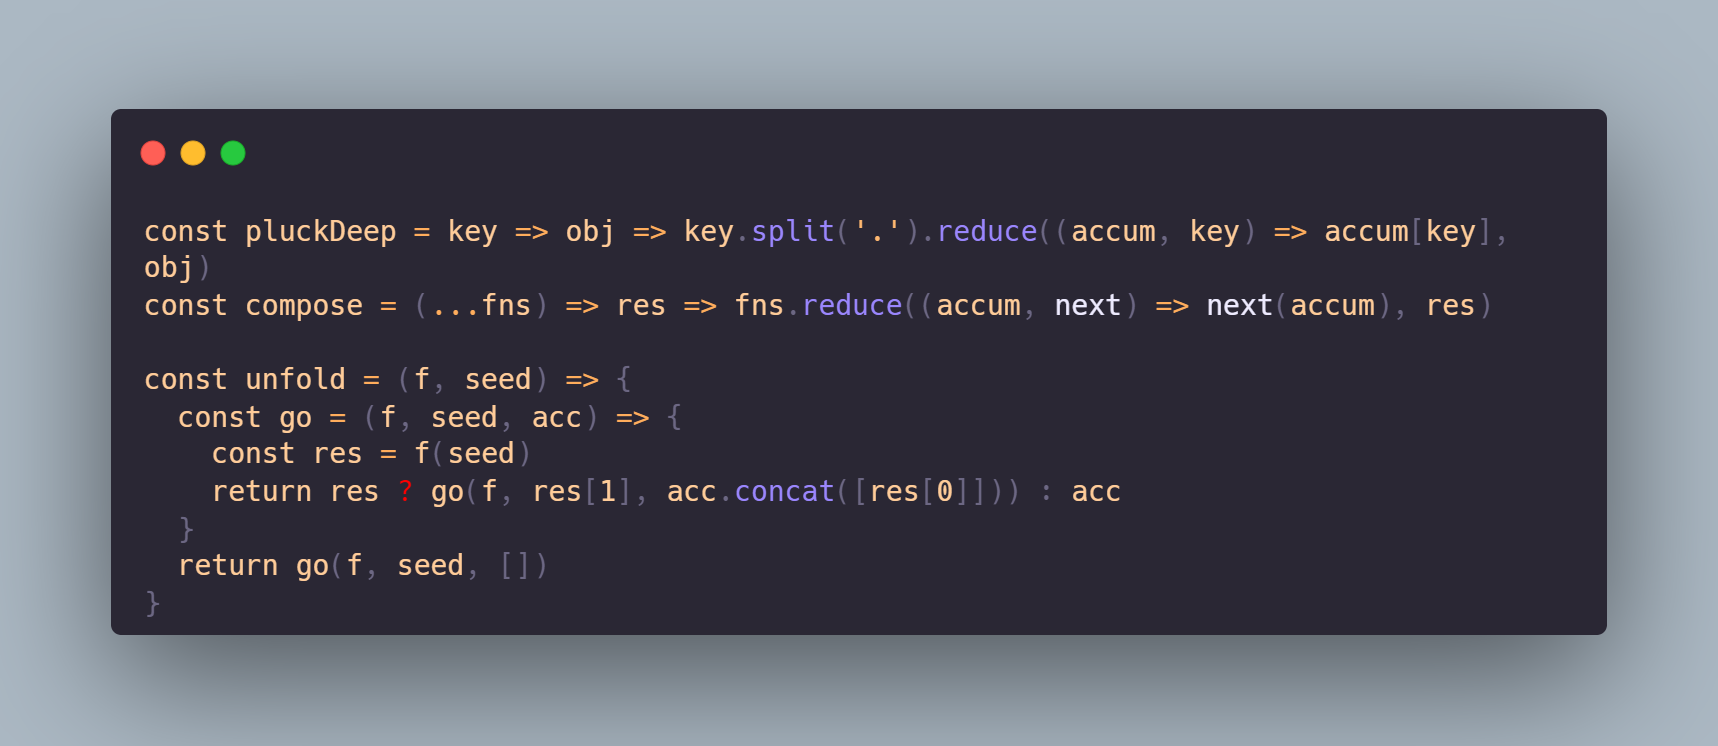 const pluckDeep = key => obj => key.split('.').reduce((accum, key) => accum[key],
obj)
const compose = (...fns) => res => fns.reduce((accum, next) => next(accum), res)

const unfold = (f, seed) => {
  const go = (f, seed, acc) => {
    const res = f(seed)
    return res ? go(f, res[1], acc.concat([res[0]])) : acc
  }
  return go(f, seed, [])
}